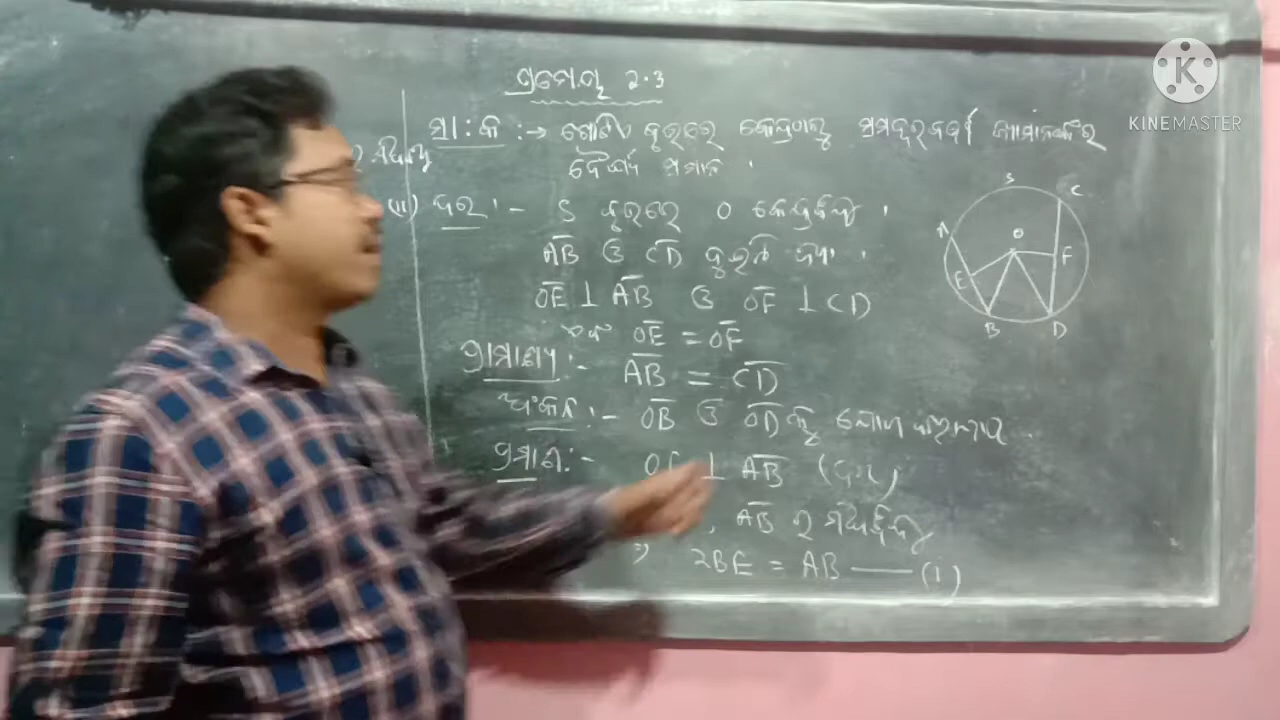 ପ୍ରମେୟ 2.3
ସା:କ :→ ଗୋଟିଏ ବୃତ୍ତରେ କେନ୍ଦ୍ରଠାରୁ ସମଦୂରବର୍ତ୍ତୀ ଜ୍ୟାମାନଙ୍କର
ଦୈର୍ଘ୍ୟ ସମାନ ।
(ii) ଦତ୍ତ :- S ବୃତ୍ତରେ O କେନ୍ଦ୍ରବିନ୍ଦୁ ।
AB ଓ CD ଦୁଇଟି ଜ୍ୟା ।
OE ⊥ AB ଓ OF ⊥ CD
ଏବଂ OE = OF
ପ୍ରାମାଣ୍ୟ :- AB = CD
ଅଙ୍କନ :- OB ଓ OD କୁ ଯୋଗ କରାଯାଉ .
ପ୍ରମାଣ :- ⊥ AB (ଦତ୍ତ)
, AB ର ମଧ୍ୟବିନ୍ଦୁ
⇒ 2BE = AB —— (1)
S C
A O
E F
B D
KINEMASTER